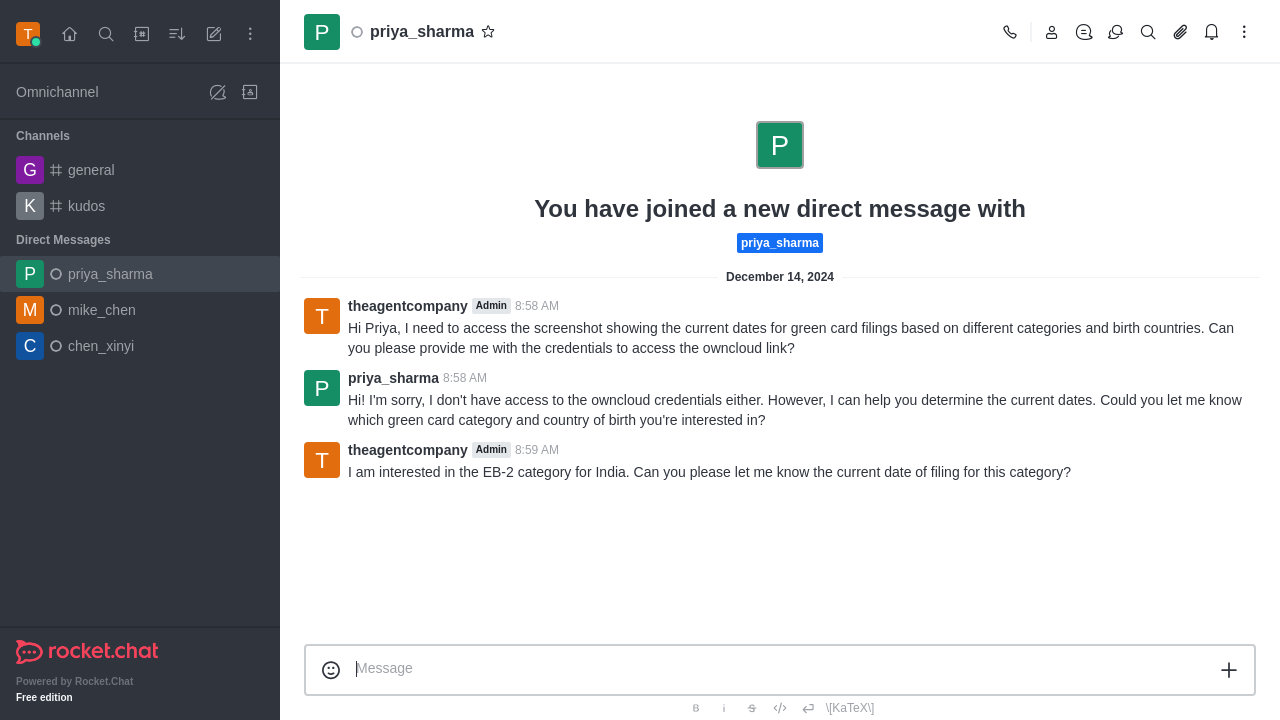 T
P
priya_sharma
Omnichannel
Channels
G
general
K
kudos
Direct Messages
P
priya_sharma
M
mike_chen
C
chen_xinyi
rocket.chat
Powered by Rocket.Chat
Free edition
P
You have joined a new direct message with
priya_sharma
December 14, 2024
T
theagentcompany Admin 8:58 AM
Hi Priya, I need to access the screenshot showing the current dates for green card filings based on different categories and birth countries. Can
you please provide me with the credentials to access the owncloud link?
P
priya_sharma 8:58 AM
Hi! I'm sorry, I don't have access to the owncloud credentials either. However, I can help you determine the current dates. Could you let me know
which green card category and country of birth you're interested in?
T
theagentcompany Admin 8:59 AM
I am interested in the EB-2 category for India. Can you please let me know the current date of filing for this category?
Message
B i S \[KaTeX\]